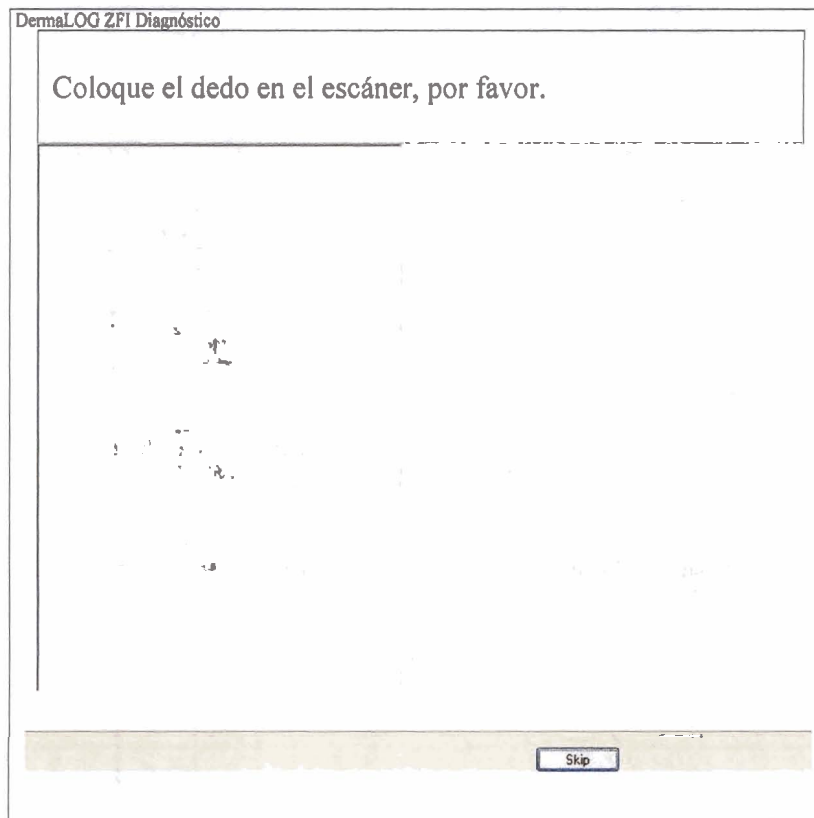 DermaLOG ZFI Diagnóstico
Coloque el dedo en el escáner, por favor.
Skip